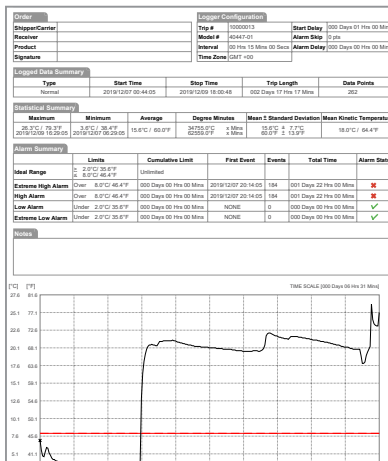 Order
Logger Configuration
Shipper/Carrier
Receiver
Product
Signature
Trip # 10000013 Start Delay 000 Days 01 Hrs 00 Min
Model # 40447-01 Alarm Skip 0 pts
Interval 00 Hrs 15 Mins 00 Secs Alarm Delay 000 Days 00 Hrs 00 Min
Time Zone GMT +00
Logged Data Summary
Type Start Time Stop Time Trip Length Data Points
Normal 2019/12/07 00:44:05 2019/12/09 18:00:48 002 Days 17 Hrs 17 Mins 262
Statistical Summary
Maximum Minimum Average Degree Minutes Mean ± Standard Deviation Mean Kinetic Temperatu
26.3°C / 79.3°F 3.6°C / 38.4°F 15.6°C / 60.0°F 34755.0°C x Mins 15.6°C ± 7.7°C 18.0°C / 64.4°F
2019/12/09 16:29:05 2019/12/07 06:29:05 62559.0°F x Mins 60.0°F ± 13.9°F
Alarm Summary
Limits Cumulative Limit First Event Events Total Time Alarm Stat
Ideal Range ≥ 2.0°C/ 35.6°F Unlimited
≤ 8.0°C/ 46.4°F
Extreme High Alarm Over 8.0°C/ 46.4°F 000 Days 00 Hrs 00 Mins 2019/12/07 20:14:05 184 001 Days 22 Hrs 00 Mins
High Alarm Over 8.0°C/ 46.4°F 000 Days 00 Hrs 00 Mins 2019/12/07 20:14:05 184 001 Days 22 Hrs 00 Mins
Low Alarm Under 2.0°C/ 35.6°F 000 Days 00 Hrs 00 Mins NONE 0 000 Days 00 Hrs 00 Mins
Extreme Low Alarm Under 2.0°C/ 35.6°F 000 Days 00 Hrs 00 Mins NONE 0 000 Days 00 Hrs 00 Mins
Notes
[°C] [°F] TIME SCALE [000 Days 06 Hrs 31 Mins]
27.6 81.6
25.1 77.1
22.6 72.6
20.1 68.1
17.6 63.6
15.1 59.1
12.6 54.6
10.1 50.1
7.6 45.6
5.1 41.1